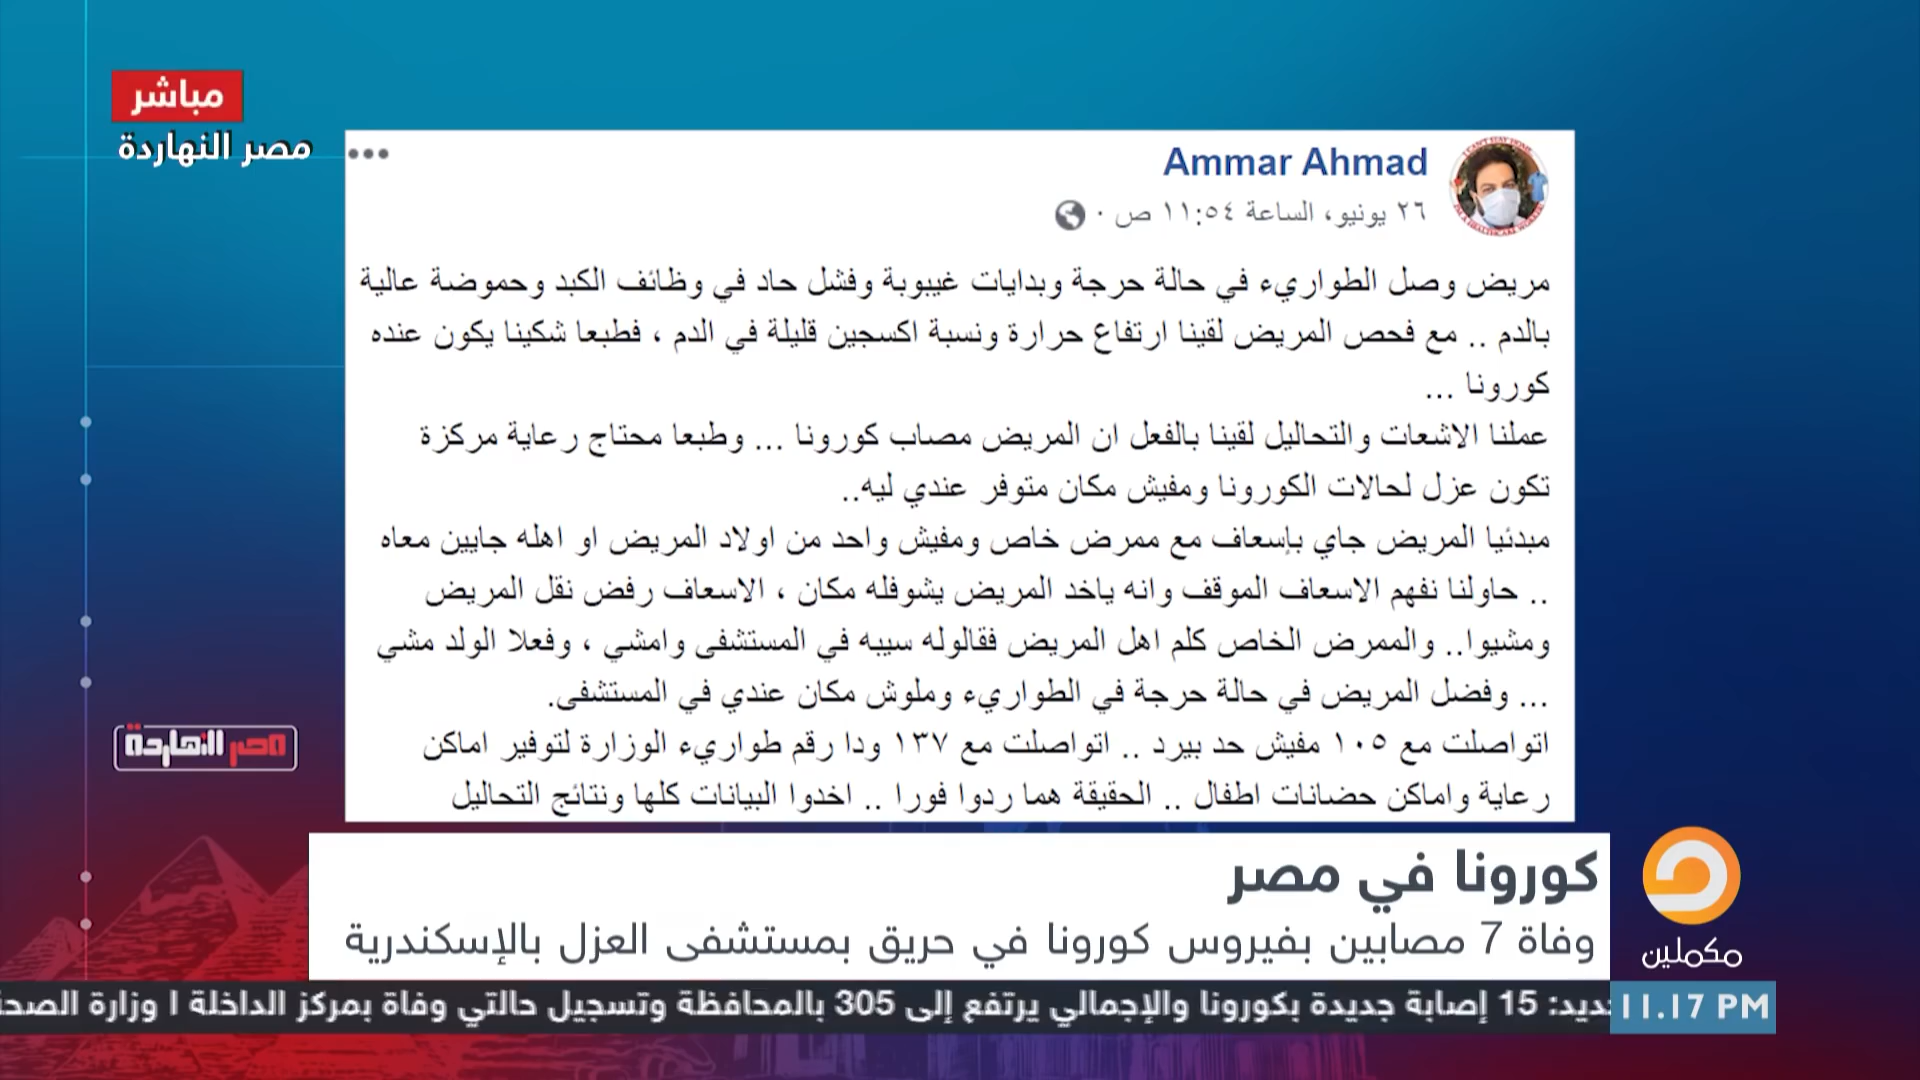 مباشر
مصر النهاردة
Ammar Ahmad
٢٦ يونيو، الساعة ١١:٥٤ ص ·
مريض وصل الطواريء في حالة حرجة وبدايات غيبوبة وفشل حاد في وظائف الكبد وحموضة عالية
بالدم .. مع فحص المريض لقينا ارتفاع حرارة ونسبة اكسجين قليلة في الدم ، فطبعا شكينا يكون عنده
كورونا ...
عملنا الاشعات والتحاليل لقينا بالفعل ان المريض مصاب كورونا ... وطبعا محتاج رعاية مركزة
تكون عزل لحالات الكورونا ومفيش مكان متوفر عندي ليه..
مبدئيا المريض جاي بإسعاف مع ممرض خاص ومفيش واحد من اولاد المريض او اهله جايين معاه
.. حاولنا نفهم الاسعاف الموقف وانه ياخد المريض يشوفله مكان ، الاسعاف رفض نقل المريض
ومشيوا.. والممرض الخاص كلم اهل المريض فقالوله سيبه في المستشفى وامشي ، وفعلا الولد مشي
... وفضل المريض في حالة حرجة في الطواريء وملوش مكان عندي في المستشفى.
اتواصلت مع ١٠٥ مفيش حد بيرد .. اتواصلت مع ١٣٧ ودا رقم طواريء الوزارة لتوفير اماكن
رعاية واماكن حضانات اطفال .. الحقيقة هما ردوا فورا .. اخدوا البيانات كلها ونتائج التحاليل
مصر النهاردة
كورونا في مصر
وفاة 7 مصابين بفيروس كورونا في حريق بمستشفى العزل بالإسكندرية
مكملين
15 إصابة جديدة بكورونا والإجمالي يرتفع إلى 305 بالمحافظة وتسجيل حالتي وفاة بمركز الداخلة | وزارة
11.17 PM